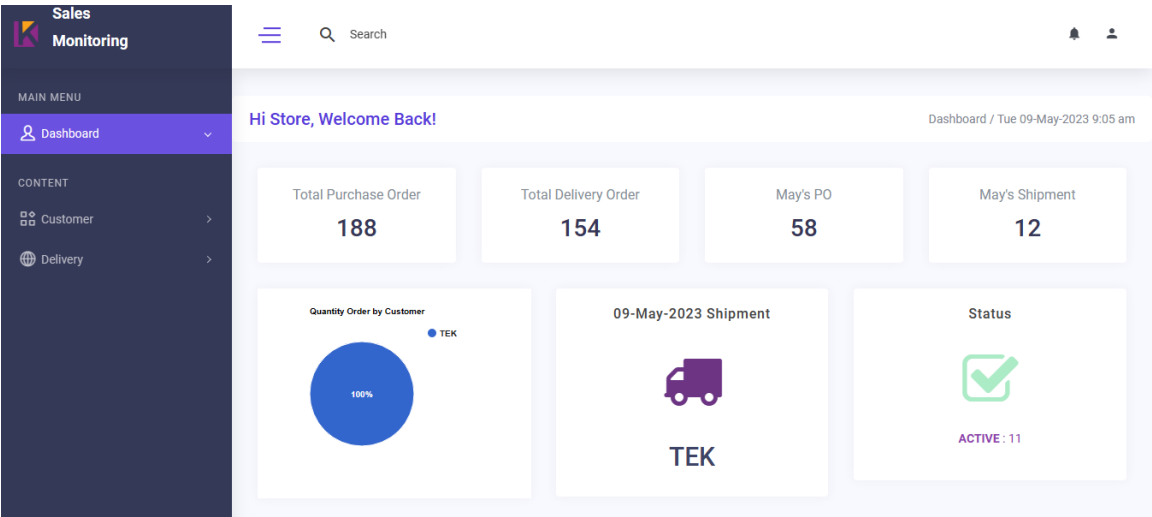 Sales
Monitoring
Search
MAIN MENU
Dashboard
CONTENT
Customer
Delivery
Hi Store, Welcome Back!
Dashboard / Tue 09-May-2023 9:05 am
Total Purchase Order
188
Total Delivery Order
154
May's PO
58
May's Shipment
12
Quantity Order by Customer
TEK
100%
09-May-2023 Shipment
TEK
Status
ACTIVE : 11